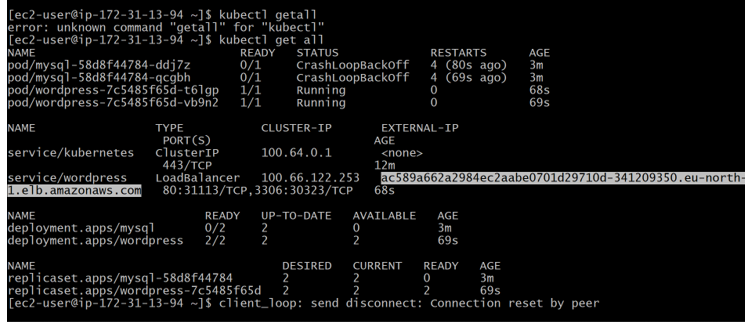 [ec2-user@ip-172-31-13-94 ~]$ kubectl getall
error: unknown command "getall" for "kubectl"
[ec2-user@ip-172-31-13-94 ~]$ kubectl get all
NAME READY STATUS RESTARTS AGE
pod/mysql-58d8f44784-ddj7z 0/1 CrashLoopBackOff 4 (80s ago) 3m
pod/mysql-58d8f44784-qcgbh 0/1 CrashLoopBackOff 4 (69s ago) 3m
pod/wordpress-7c5485f65d-t6lgp 1/1 Running 0 68s
pod/wordpress-7c5485f65d-vb9n2 1/1 Running 0 69s
NAME TYPE CLUSTER-IP EXTERNAL-IP
PORT(S) AGE
service/kubernetes ClusterIP 100.64.0.1 <none>
443/TCP 12m
service/wordpress LoadBalancer 100.66.122.253 ac589a662a2984ec2aabe0701d29710d-341209350.eu-north-
1.elb.amazonaws.com 80:31113/TCP,3306:30323/TCP 68s
NAME READY UP-TO-DATE AVAILABLE AGE
deployment.apps/mysql 0/2 2 0 3m
deployment.apps/wordpress 2/2 2 2 69s
NAME DESIRED CURRENT READY AGE
replicaset.apps/mysql-58d8f44784 2 2 0 3m
replicaset.apps/wordpress-7c5485f65d 2 2 2 69s
[ec2-user@ip-172-31-13-94 ~]$ client_loop: send disconnect: Connection reset by peer